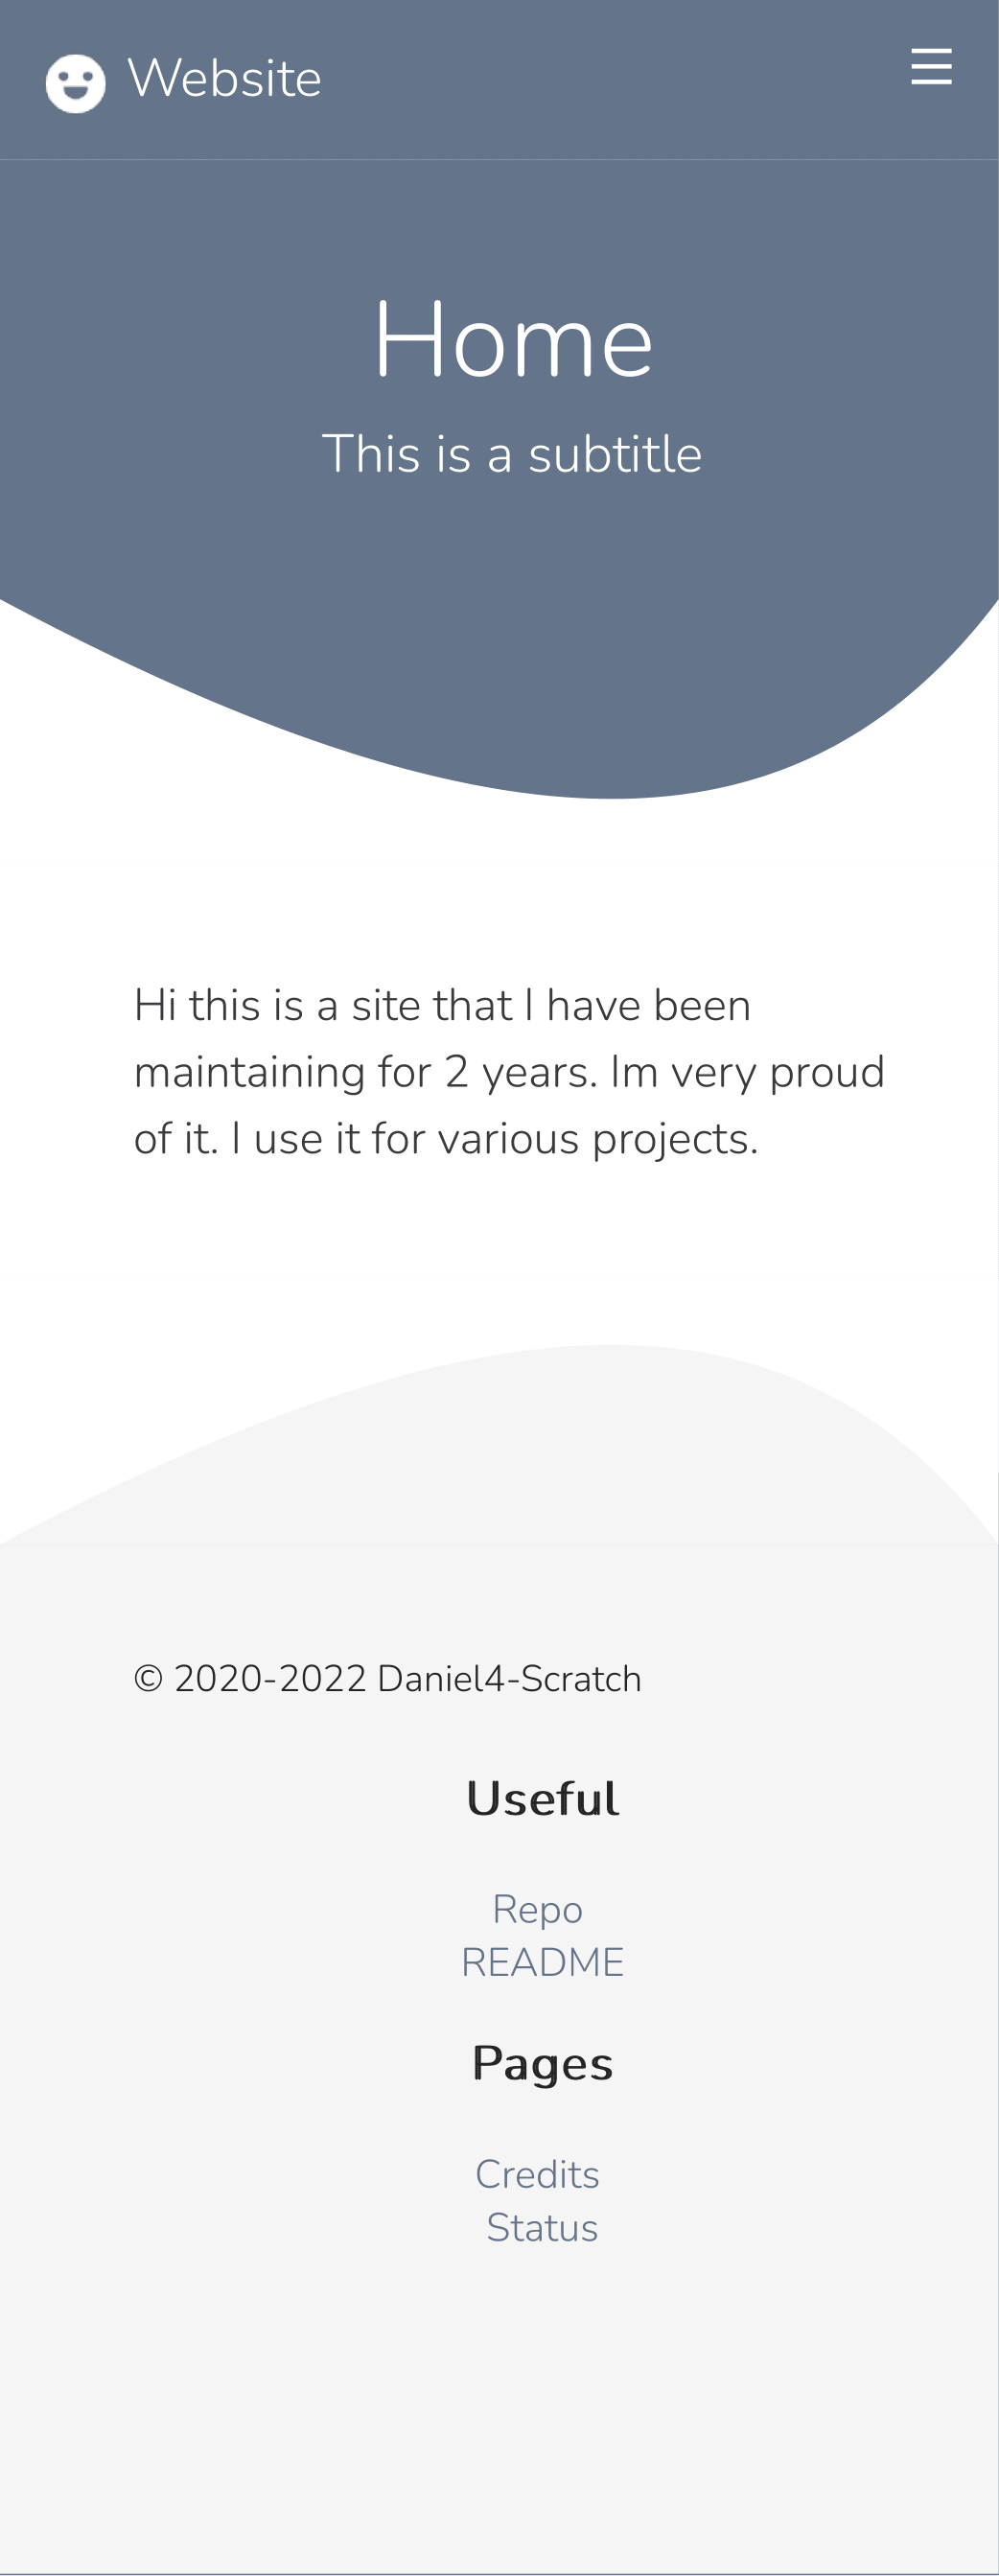 Website
Home
This is a subtitle
Hi this is a site that I have been
maintaining for 2 years. Im very proud
of it. I use it for various projects.
© 2020-2022 Daniel4-Scratch
Useful
Repo
README
Pages
Credits
Status